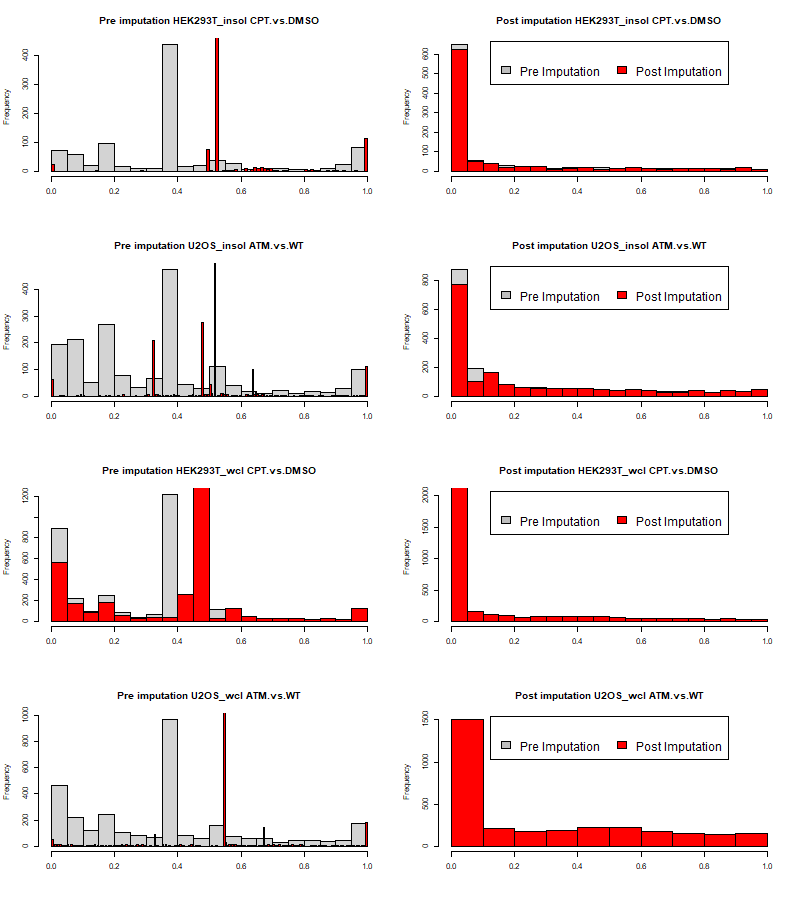 Pre imputation HEK293T_insol CPT.vs.DMSO
Frequency
0 100 200 300 400
0.0 0.2 0.4 0.6 0.8 1.0
Post imputation HEK293T_insol CPT.vs.DMSO
Pre Imputation Post Imputation
Frequency
0 100 200 300 400 500 600
0.0 0.2 0.4 0.6 0.8 1.0
Pre imputation U2OS_insol ATM.vs.WT
Frequency
0 100 200 300 400
0.0 0.2 0.4 0.6 0.8 1.0
Post imputation U2OS_insol ATM.vs.WT
Pre Imputation Post Imputation
Frequency
0 200 400 600 800
0.0 0.2 0.4 0.6 0.8 1.0
Pre imputation HEK293T_wcl CPT.vs.DMSO
Frequency
0 200 400 600 800 1200
0.0 0.2 0.4 0.6 0.8 1.0
Post imputation HEK293T_wcl CPT.vs.DMSO
Pre Imputation Post Imputation
Frequency
0 500 1000 1500 2000
0.0 0.2 0.4 0.6 0.8 1.0
Pre imputation U2OS_wcl ATM.vs.WT
Frequency
0 200 400 600 800 1000
0.0 0.2 0.4 0.6 0.8 1.0
Post imputation U2OS_wcl ATM.vs.WT
Pre Imputation Post Imputation
Frequency
0 500 1000 1500
0.0 0.2 0.4 0.6 0.8 1.0